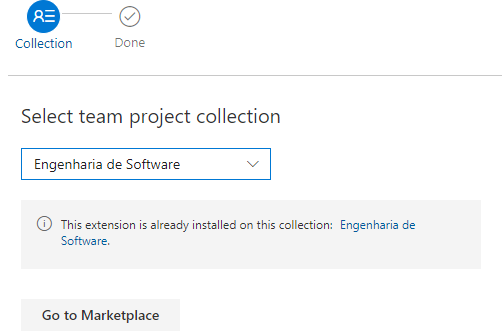 Collection
Done
Select team project collection
Engenharia de Software
This extension is already installed on this collection: Engenharia de
Software.
Go to Marketplace